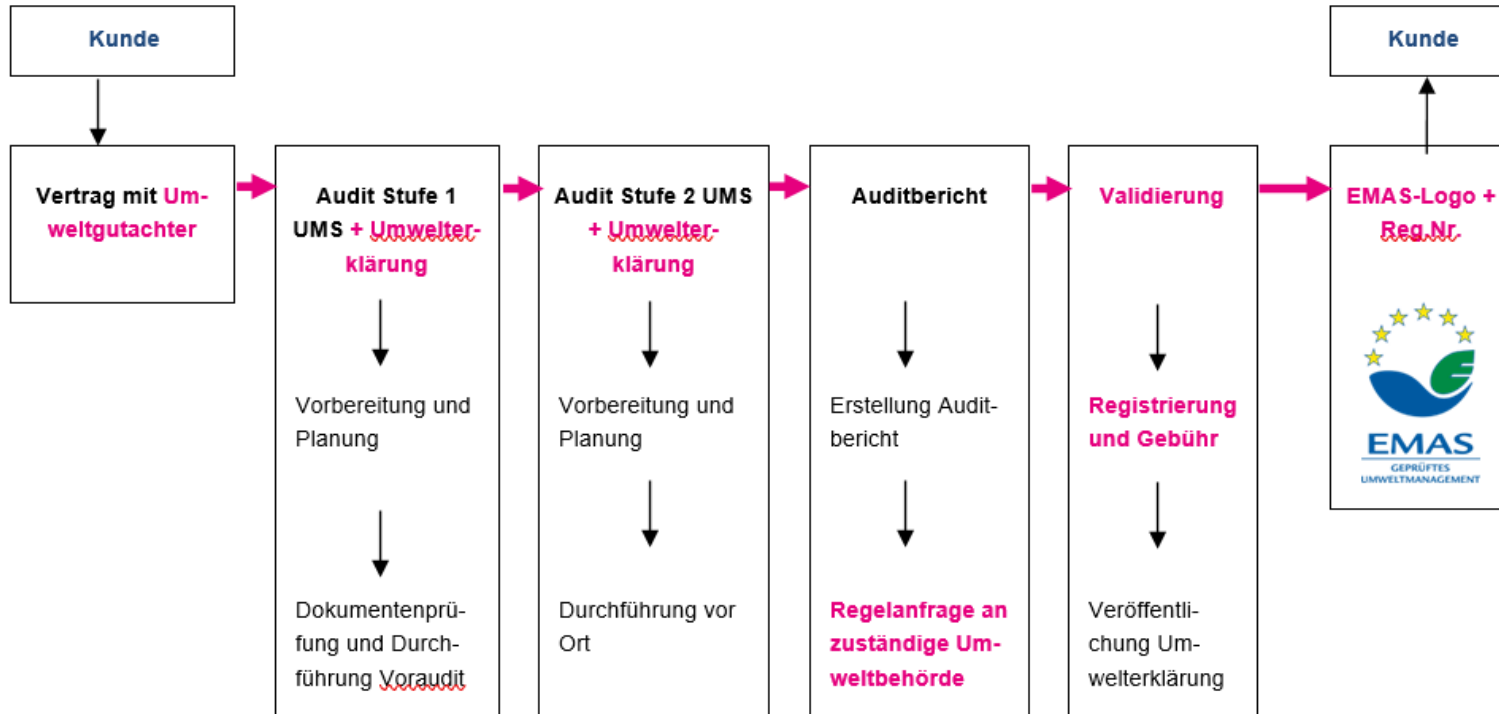 Kunde
Vertrag mit Um-
weltgutachter
Audit Stufe 1
UMS + Umwelter-
klärung
Vorbereitung und
Planung
Dokumentenprü-
fung und Durch-
führung Voraudit
Audit Stufe 2 UMS
+ Umwelter-
klärung
Vorbereitung und
Planung
Durchführung vor
Ort
Auditbericht
Erstellung Audit-
bericht
Regelanfrage an
zuständige Um-
weltbehörde
Validierung
Registrierung
und Gebühr
Veröffentli-
chung Um-
welterklärung
EMAS-Logo +
Reg.Nr.
EMAS
GEPRÜFTES
UMWELTMANAGEMENT
Kunde